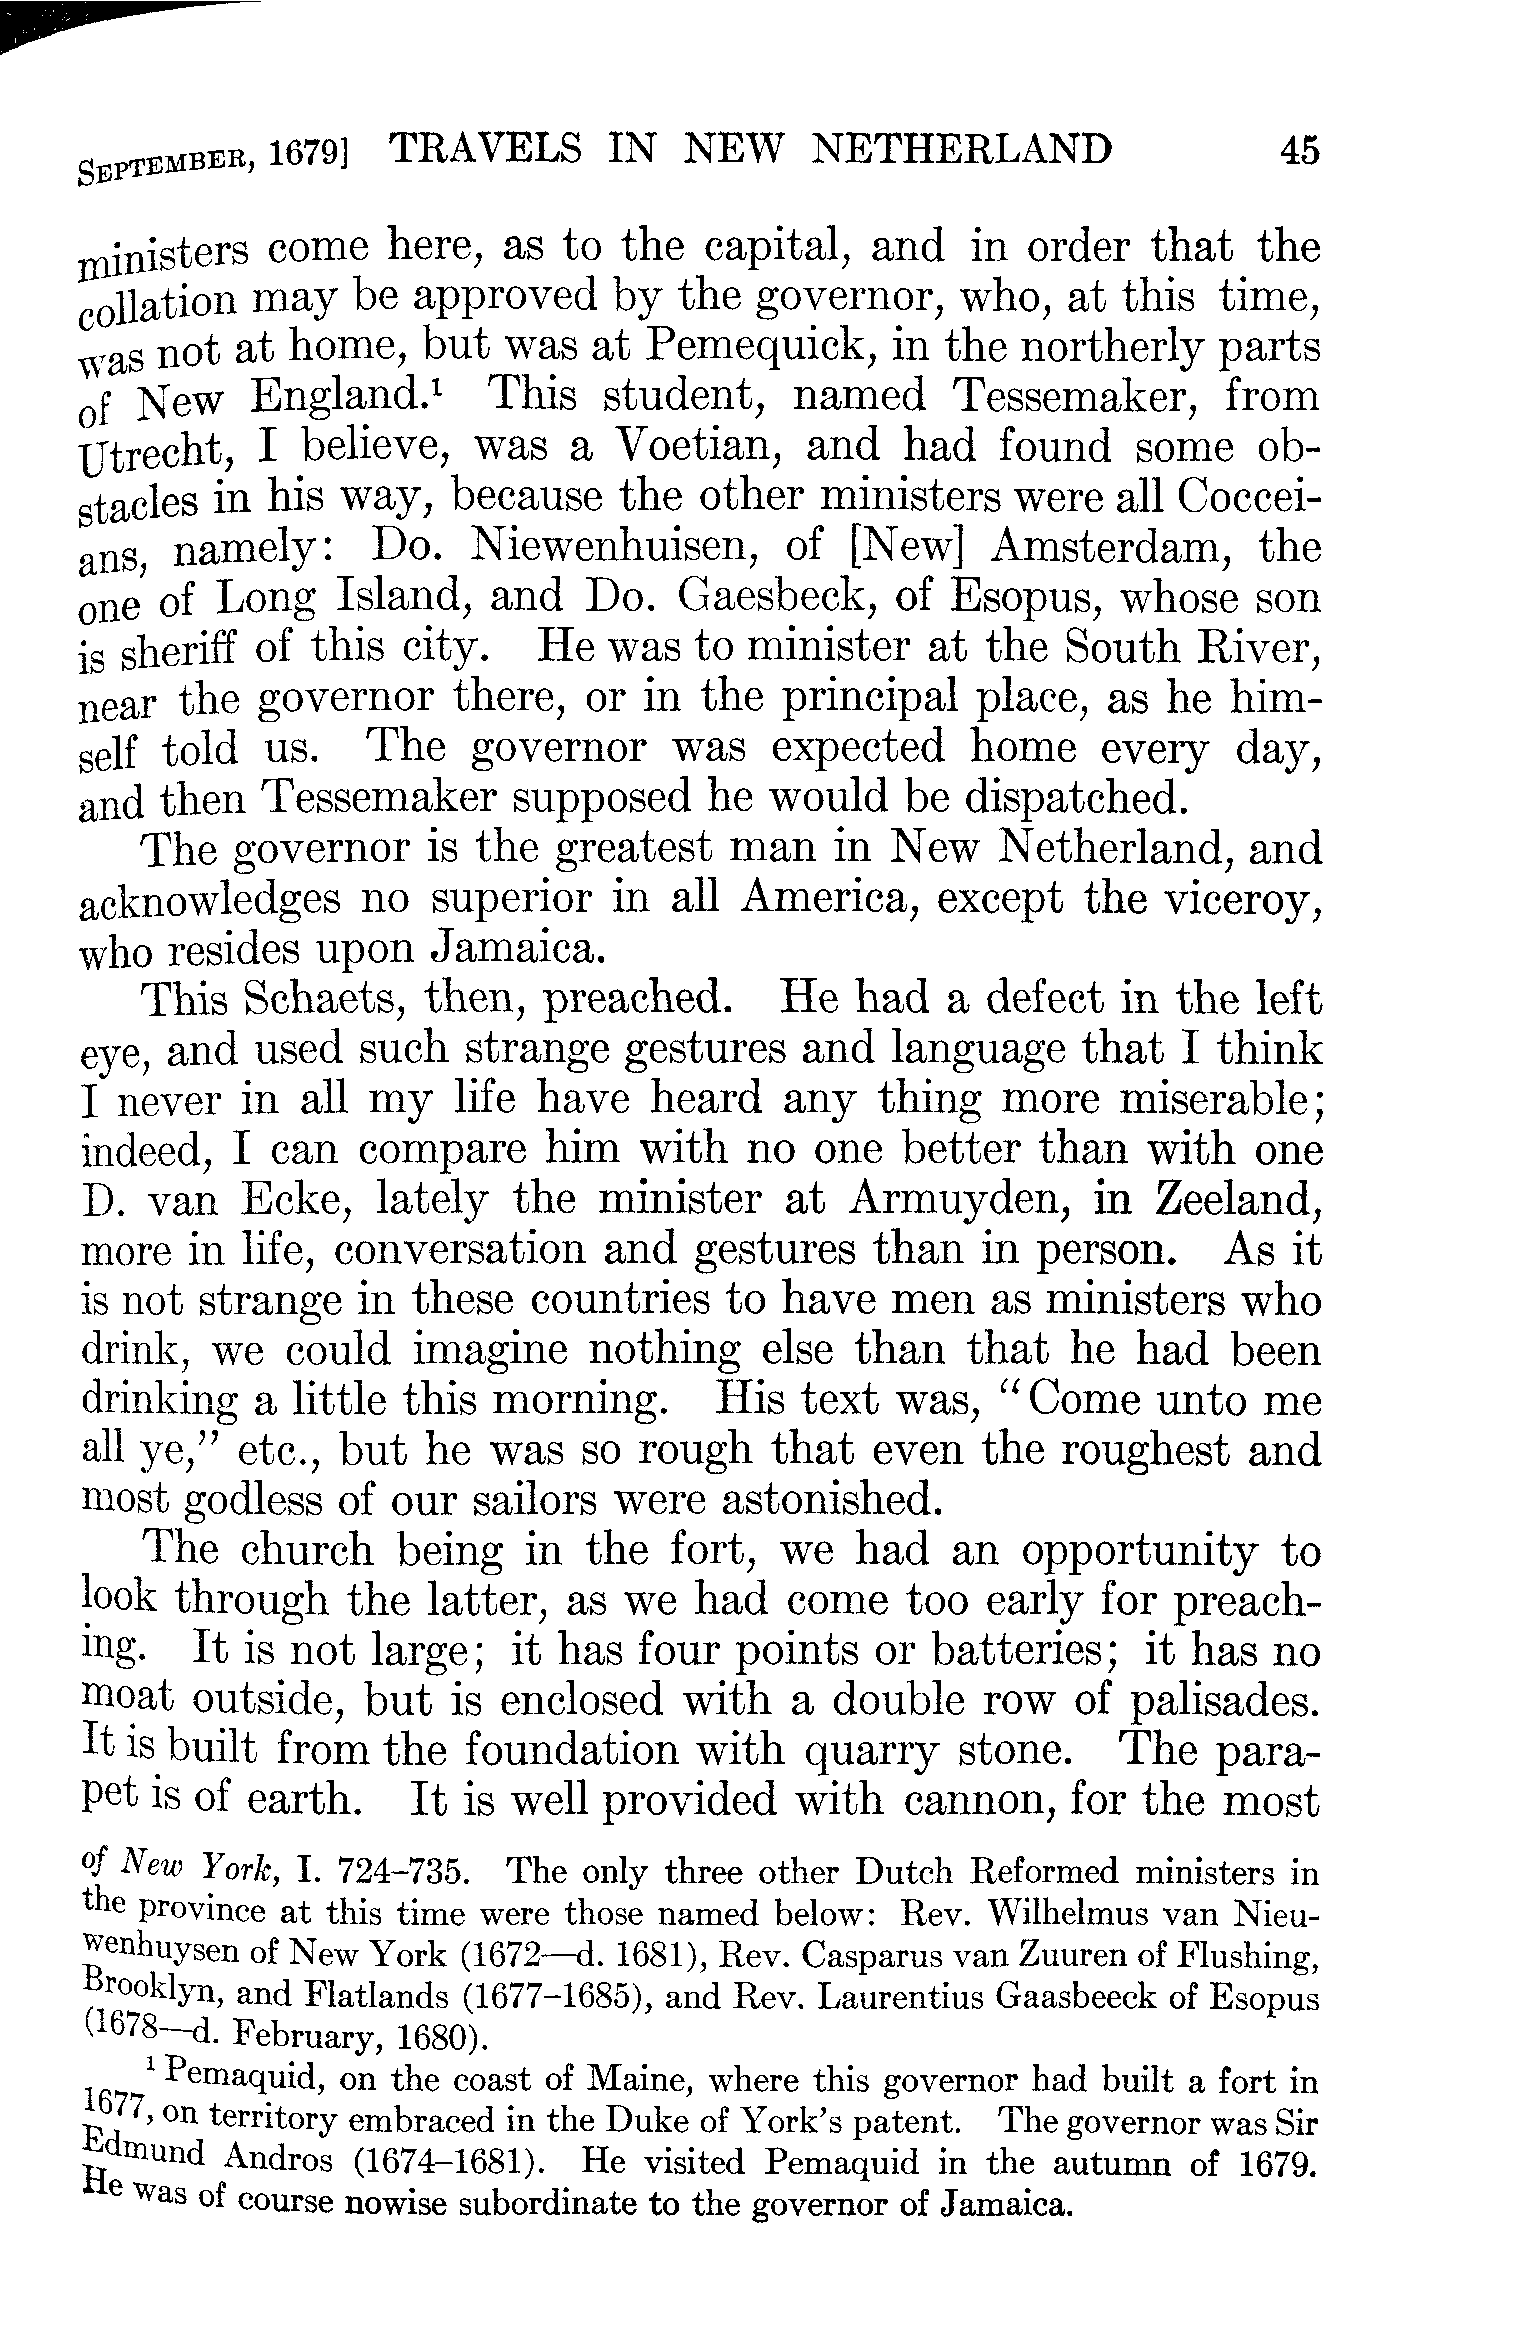 SEPTEMBER, 1679] TRAVELS IN NEW NETHERLAND 45
ministers come here, as to the capital, and in order that the
collation may be approved by the governor, who, at this time,
was not at home, but was at Pemequick, in the northerly parts
of New England.¹ This student, named Tessemaker, from
Utrecht, I believe, was a Voetian, and had found some ob-
stacles in his way, because the other ministers were all Coccei-
ans, namely: Do. Niewenhuisen, of [New] Amsterdam, the
one of Long Island, and Do. Gaesbeck, of Esopus, whose son
is sheriff of this city. He was to minister at the South River,
near the governor there, or in the principal place, as he him-
self told us. The governor was expected home every day,
and then Tessemaker supposed he would be dispatched.
The governor is the greatest man in New Netherland, and
acknowledges no superior in all America, except the viceroy,
who resides upon Jamaica.
This Schaets, then, preached. He had a defect in the left
eye, and used such strange gestures and language that I think
I never in all my life have heard any thing more miserable;
indeed, I can compare him with no one better than with one
D. van Ecke, lately the minister at Armuyden, in Zeeland,
more in life, conversation and gestures than in person. As it
is not strange in these countries to have men as ministers who
drink, we could imagine nothing else than that he had been
drinking a little this morning. His text was, "Come unto me
all ye," etc., but he was so rough that even the roughest and
most godless of our sailors were astonished.
The church being in the fort, we had an opportunity to
look through the latter, as we had come too early for preach-
ing. It is not large; it has four points or batteries; it has no
moat outside, but is enclosed with a double row of palisades.
It is built from the foundation with quarry stone. The para-
pet is of earth. It is well provided with cannon, for the most
of New York, I. 724–735. The only three other Dutch Reformed ministers in
the province at this time were those named below: Rev. Wilhelmus van Nieu-
wenhuysen of New York (1672—d. 1681), Rev. Casparus van Zuuren of Flushing,
Brooklyn, and Flatlands (1677–1685), and Rev. Laurentius Gaasbeeck of Esopus
(1678—d. February, 1680).
¹ Pemaquid, on the coast of Maine, where this governor had built a fort in
1677, on territory embraced in the Duke of York's patent. The governor was Sir
Edmund Andros (1674–1681). He visited Pemaquid in the autumn of 1679.
He was of course nowise subordinate to the governor of Jamaica.